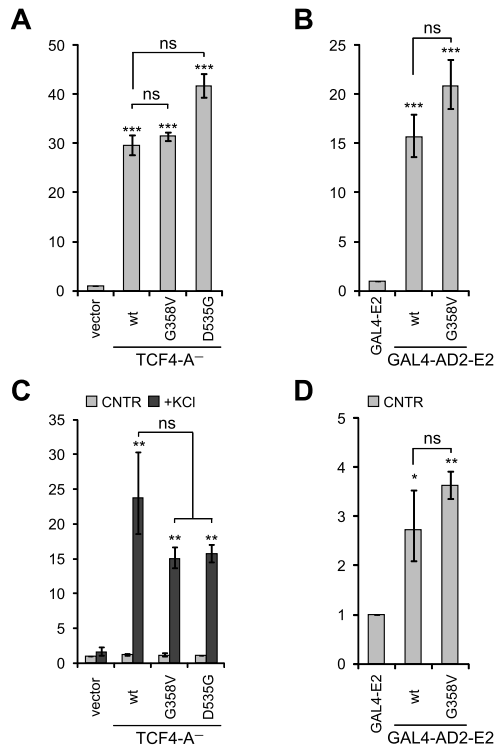 A
ns
***
ns
***
***
50
40
30
20
10
0
vector
wt
G358V
D535G
TCF4-A—
B
ns
***
***
25
20
15
10
5
0
GAL4-E2
wt
G358V
GAL4-AD2-E2
C
CNTR +KCl
ns
**
**
**
35
30
25
20
15
10
5
0
vector
wt
G358V
D535G
TCF4-A—
D
CNTR
ns
**
*
5
4
3
2
1
0
GAL4-E2
wt
G358V
GAL4-AD2-E2